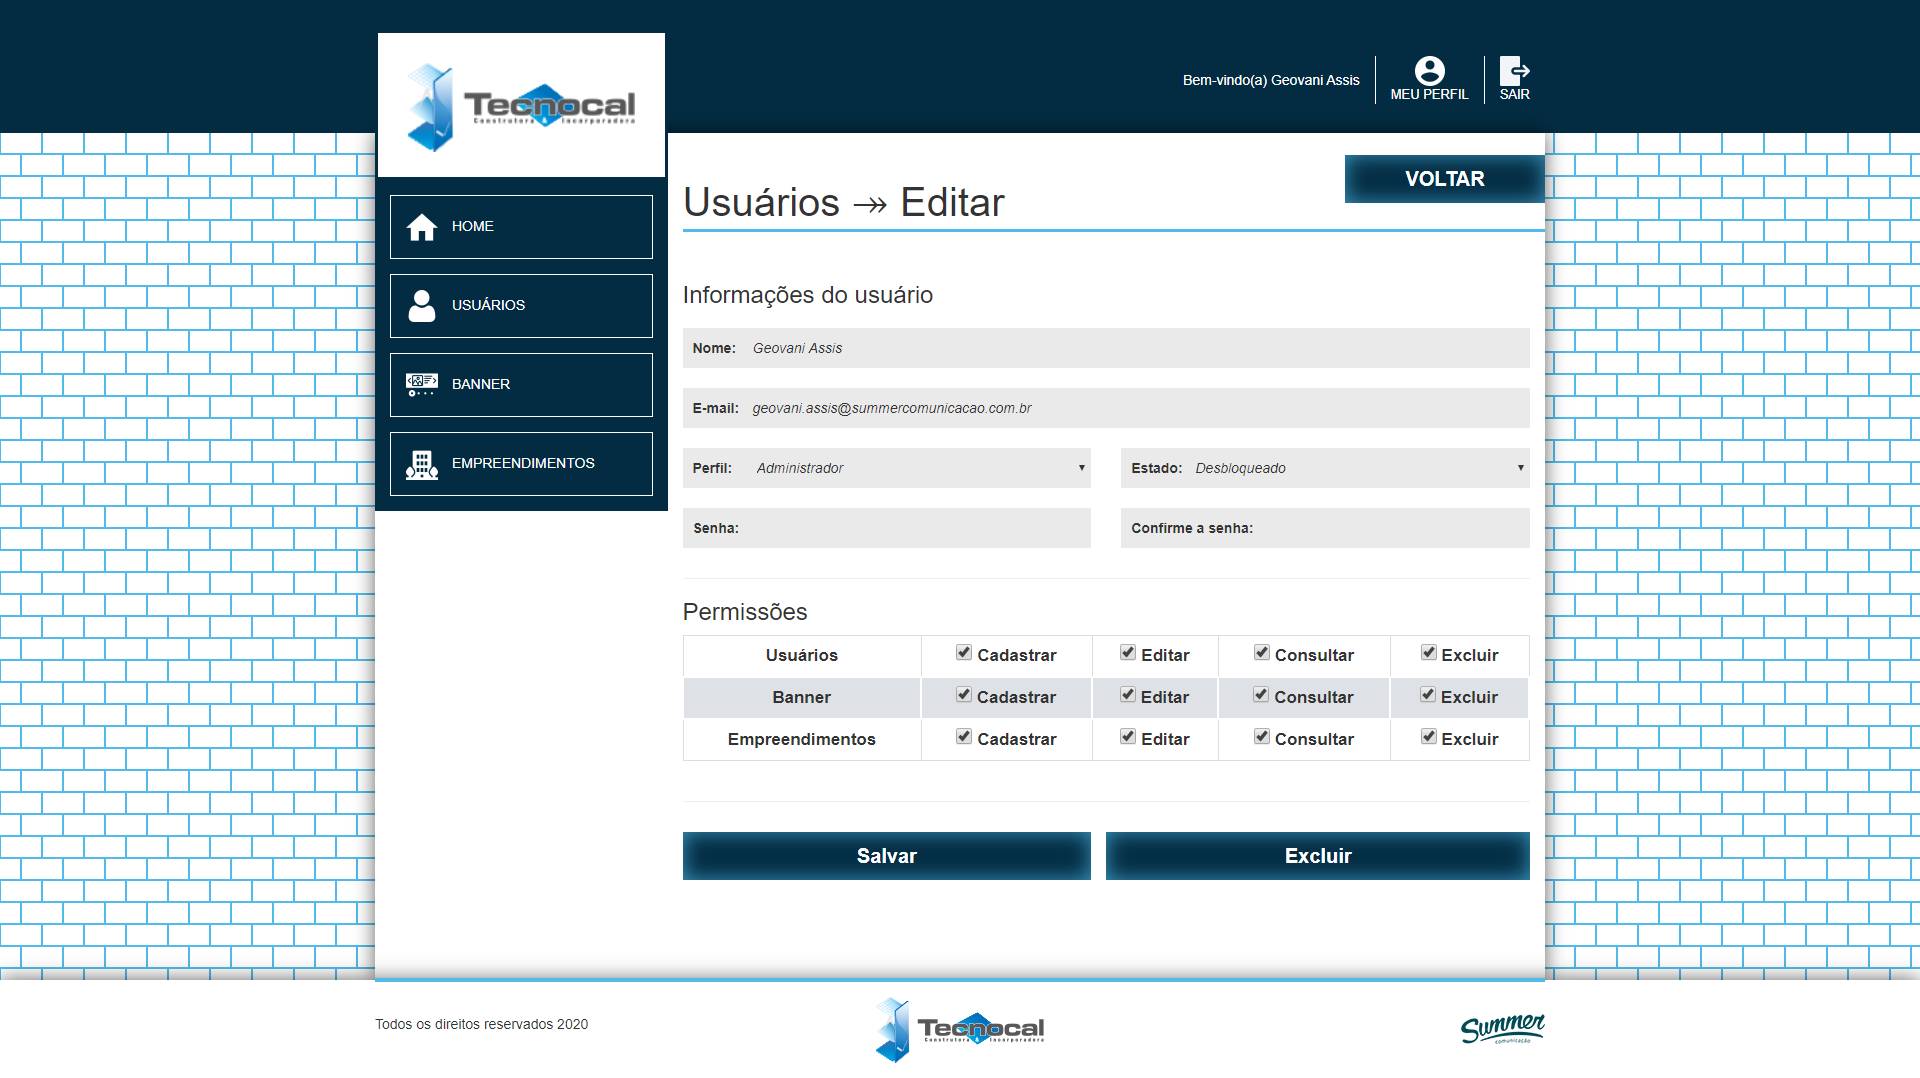 Tecnocal
Construtora & Incorporadora
Bem-vindo(a) Geovani Assis
MEU PERFIL
SAIR
HOME
USUÁRIOS
BANNER
EMPREENDIMENTOS
VOLTAR
Usuários ↠ Editar
Informações do usuário
Nome: Geovani Assis
E-mail: geovani.assis@summercomunicacao.com.br
Perfil: Administrador
Estado: Desbloqueado
Senha:
Confirme a senha:
Permissões
Usuários Cadastrar Editar Consultar Excluir
Banner Cadastrar Editar Consultar Excluir
Empreendimentos Cadastrar Editar Consultar Excluir
Salvar
Excluir
Todos os direitos reservados 2020
Tecnocal
Construtora & Incorporadora
Summer
comunicação